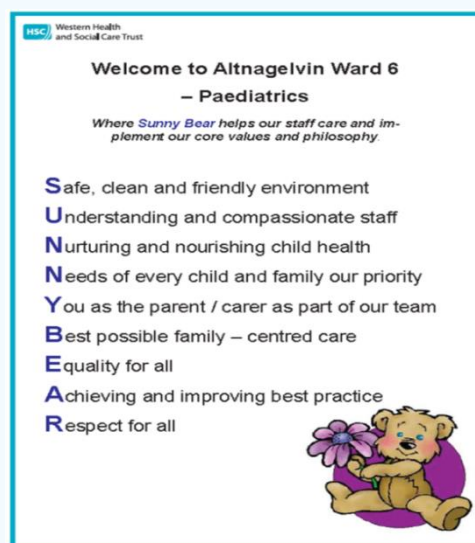 HSC Western Health
and Social Care Trust
Welcome to Altnagelvin Ward 6
– Paediatrics
Where Sunny Bear helps our staff care and im-
plement our core values and philosophy.
Safe, clean and friendly environment
Understanding and compassionate staff
Nurturing and nourishing child health
Needs of every child and family our priority
You as the parent / carer as part of our team
Best possible family – centred care
Equality for all
Achieving and improving best practice
Respect for all